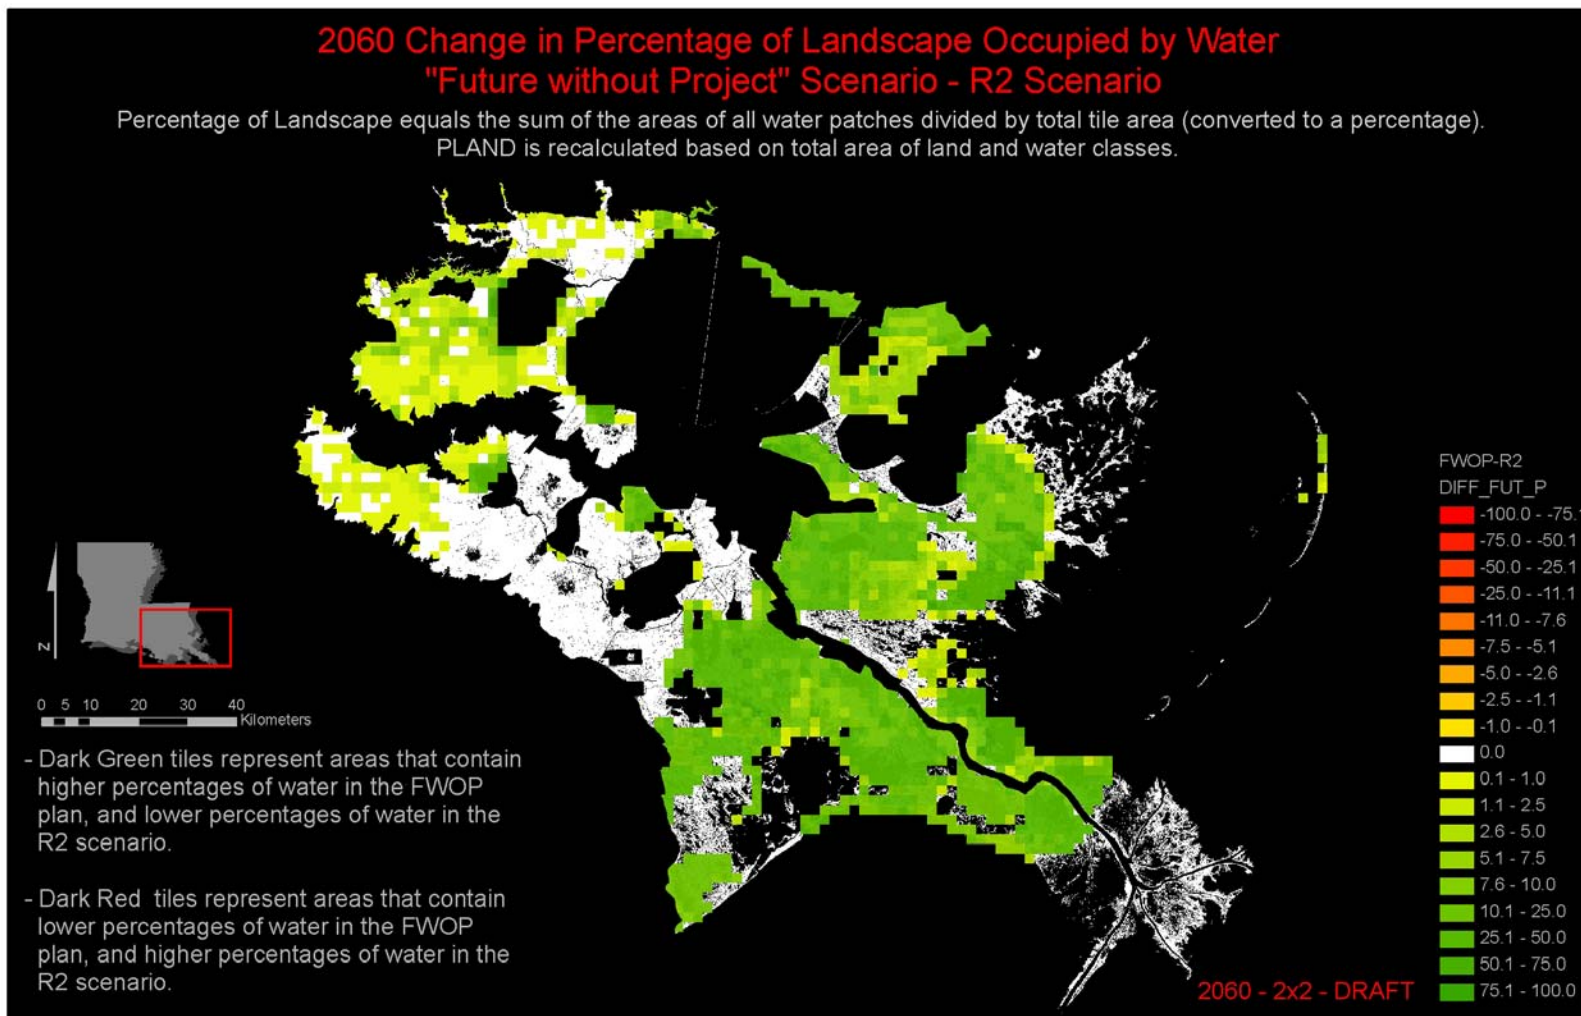 2060 Change in Percentage of Landscape Occupied by Water
"Future without Project" Scenario - R2 Scenario
Percentage of Landscape equals the sum of the areas of all water patches divided by total tile area (converted to a percentage).
PLAND is recalculated based on total area of land and water classes.
N
0 5 10 20 30 40
Kilometers
- Dark Green tiles represent areas that contain
higher percentages of water in the FWOP
plan, and lower percentages of water in the
R2 scenario.
- Dark Red tiles represent areas that contain
lower percentages of water in the FWOP
plan, and higher percentages of water in the
R2 scenario.
FWOP-R2
DIFF_FUT_P
-100.0 - -75.1
-75.0 - -50.1
-50.0 - -25.1
-25.0 - -11.1
-11.0 - -7.6
-7.5 - -5.1
-5.0 - -2.6
-2.5 - -1.1
-1.0 - -0.1
0.0
0.1 - 1.0
1.1 - 2.5
2.6 - 5.0
5.1 - 7.5
7.6 - 10.0
10.1 - 25.0
25.1 - 50.0
50.1 - 75.0
75.1 - 100.0
2060 - 2x2 - DRAFT